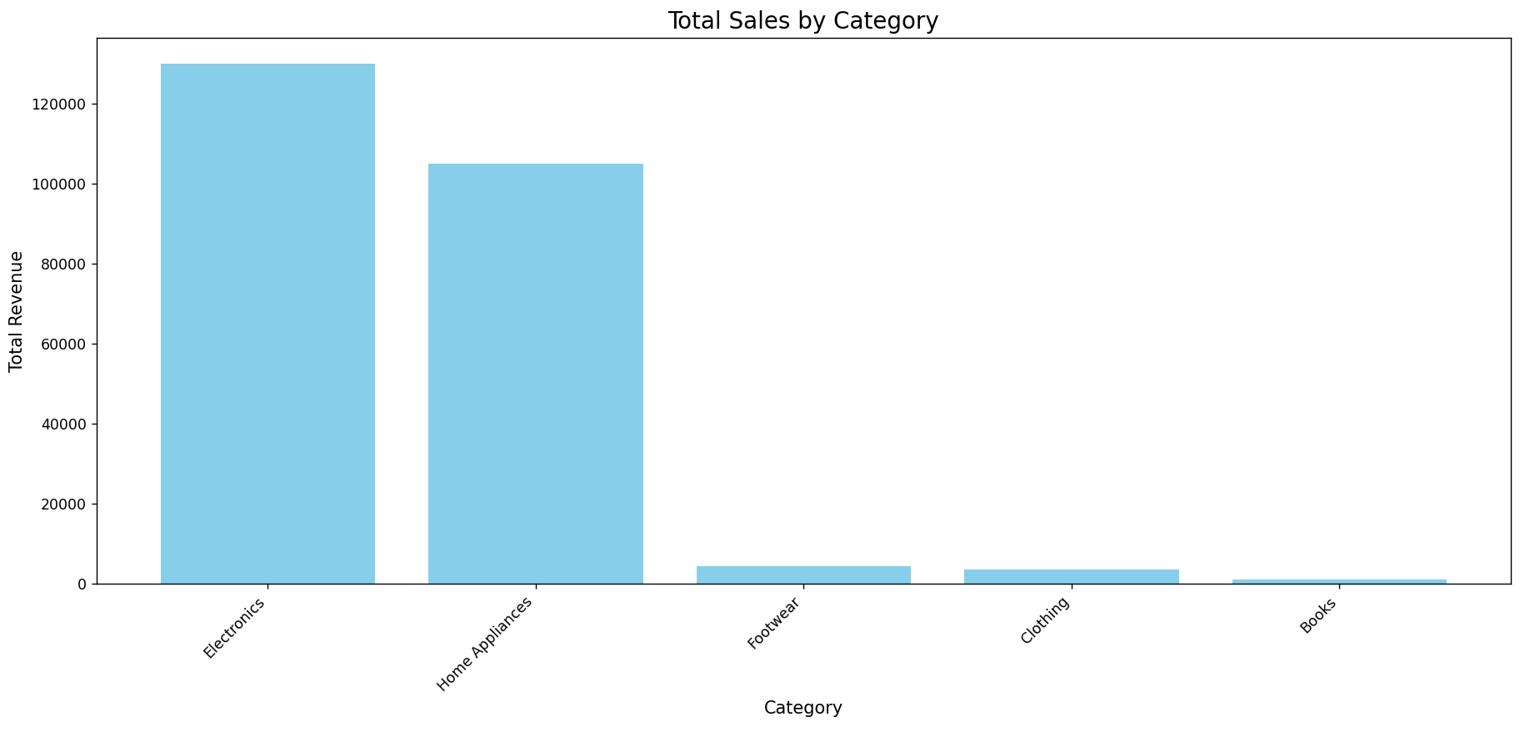 Total Sales by Category
Total Revenue
120000
100000
80000
60000
40000
20000
0
Electronics
Home Appliances
Footwear
Clothing
Books
Category